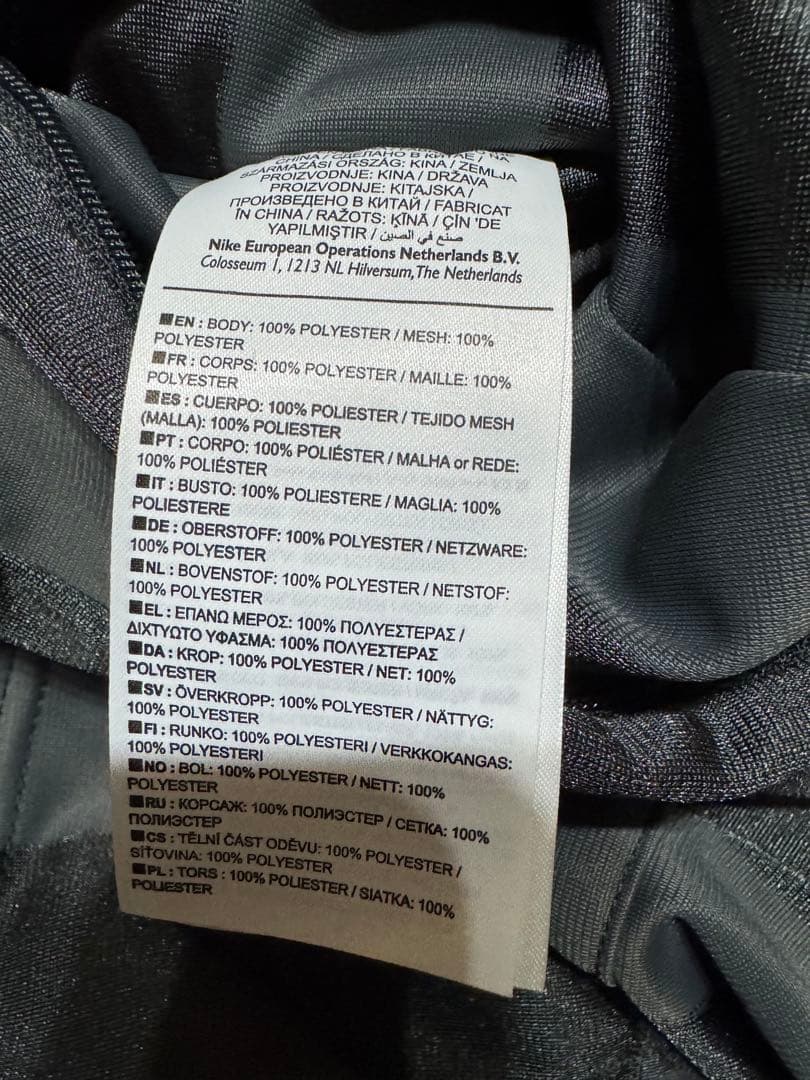 CHINA / СДЕЛАНО В КИТАЕ /
SZÁRMAZÁSI ORSZÁG: KINA / ZEMLJA
PROIZVODNJE: KINA / DRŽAVA
PROIZVODNJE: KITAJSKA /
ПРОИЗВЕДЕНО В КИТАЙ / FABRICAT
ÎN CHINA / RAŽOTS: ĶĪNĀ / ÇİN 'DE
YAPILMIŞTIR / صنع في الصين
Nike European Operations Netherlands B.V.
Colosseum 1, 1213 NL Hilversum, The Netherlands
EN : BODY: 100% POLYESTER / MESH: 100%
POLYESTER
FR : CORPS: 100% POLYESTER / MAILLE: 100%
POLYESTER
ES : CUERPO: 100% POLIESTER / TEJIDO MESH
(MALLA): 100% POLIESTER
PT : CORPO: 100% POLIÉSTER / MALHA or REDE:
100% POLIÉSTER
IT : BUSTO: 100% POLIESTERE / MAGLIA: 100%
POLIESTERE
DE : OBERSTOFF: 100% POLYESTER / NETZWARE:
100% POLYESTER
NL : BOVENSTOF: 100% POLYESTER / NETSTOF:
100% POLYESTER
EL : ΕΠΑΝΩ ΜΕΡΟΣ: 100% ΠΟΛΥΕΣΤΕΡΑΣ /
ΔΙΧΤΥΩΤΟ ΥΦΑΣΜΑ: 100% ΠΟΛΥΕΣΤΕΡΑΣ
DA : KROP: 100% POLYESTER / NET: 100%
POLYESTER
SV : ÖVERKROPP: 100% POLYESTER / NÄTTYG:
100% POLYESTER
FI : RUNKO: 100% POLYESTERI / VERKKOKANGAS:
100% POLYESTERI
NO : BOL: 100% POLYESTER / NETT: 100%
POLYESTER
RU : КОРСАЖ: 100% ПОЛИЭСТЕР / СЕТКА: 100%
ПОЛИЭСТЕР
CS : TĚLNÍ ČÁST ODĚVU: 100% POLYESTER /
SÍŤOVINA: 100% POLYESTER
PL : TORS : 100% POLIESTER / SIATKA: 100%
POLIESTER